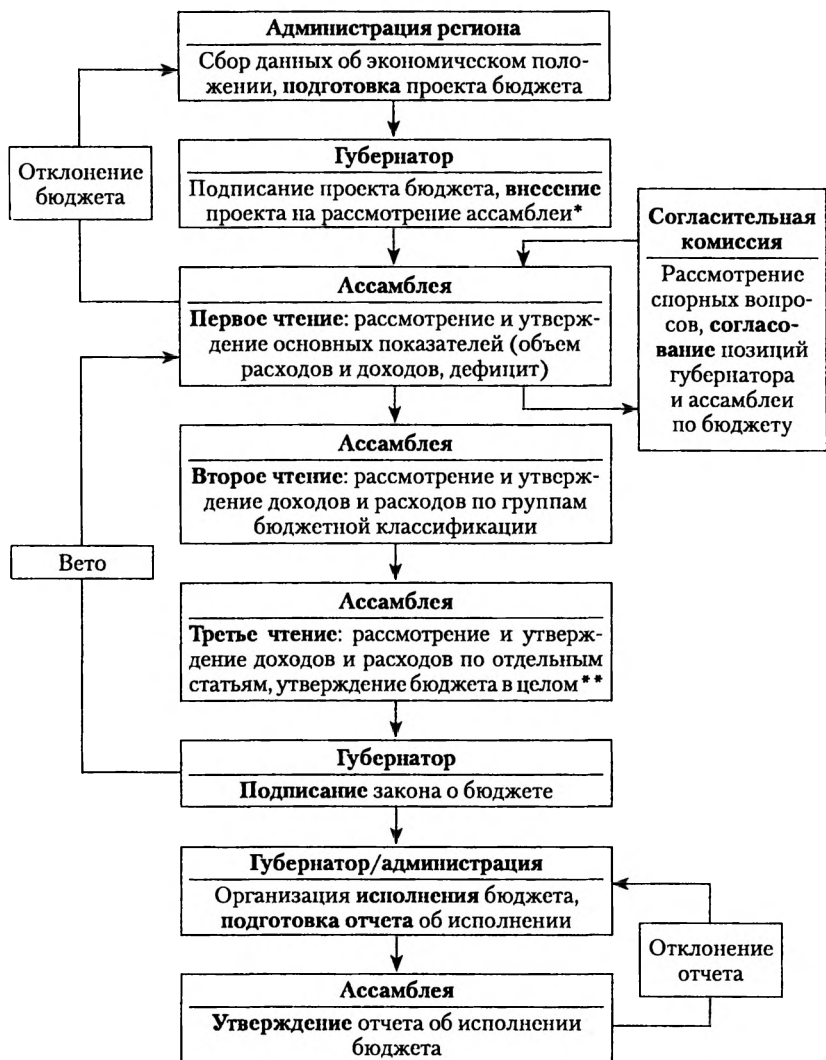 Администрация региона
Сбор данных об экономическом поло-
жении, подготовка проекта бюджета
Отклонение
бюджета
Губернатор
Подписание проекта бюджета, внесение
проекта на рассмотрение ассамблеи*
Согласительная
комиссия
Рассмотрение
спорных вопро-
сов, согласо-
вание позиций
губернатора
и ассамблеи
по бюджету
Ассамблея
Первое чтение: рассмотрение и утверж-
дение основных показателей (объем
расходов и доходов, дефицит)
Ассамблея
Второе чтение: рассмотрение и утверж-
дение доходов и расходов по группам
бюджетной классификации
Вето
Ассамблея
Третье чтение: рассмотрение и утверж-
дение доходов и расходов по отдельным
статьям, утверждение бюджета в целом**
Губернатор
Подписание закона о бюджете
Губернатор/администрация
Организация исполнения бюджета,
подготовка отчета об исполнении
Отклонение
отчета
Ассамблея
Утверждение отчета об исполнении
бюджета